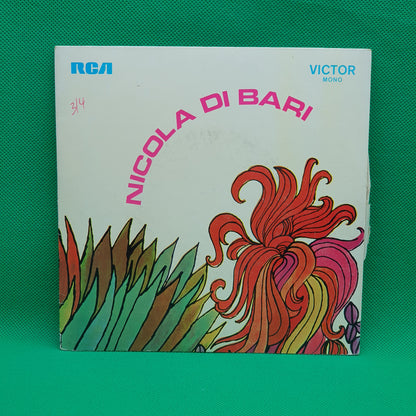 RCA
VICTOR
MONO
3/4
NICOLA DI BARI